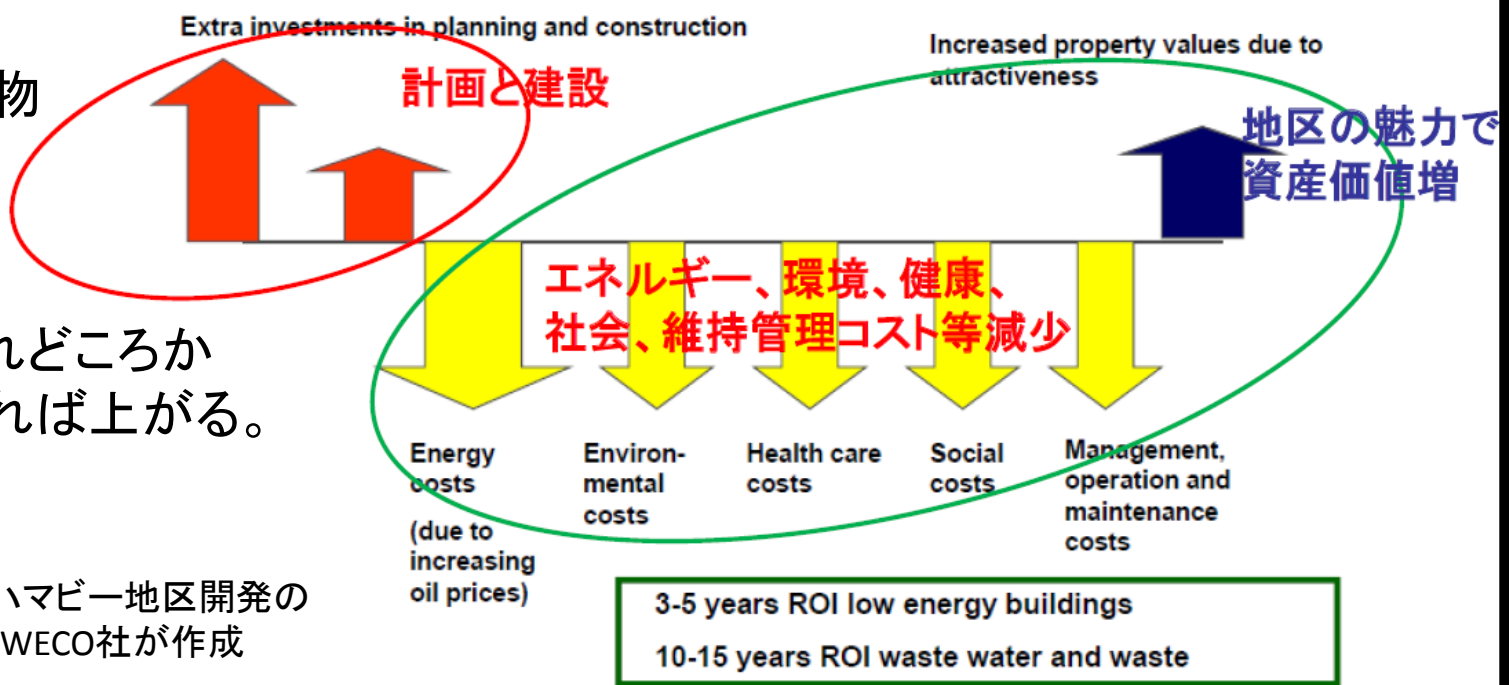 Extra investments in planning and construction
Increased property values due to
attractiveness
物
計画と建設
地区の魅力で
資産価値増
エネルギー、環境、健康、
社会、維持管理コスト等減少
れどころか
れば上がる。
Energy
costs
(due to
increasing
oil prices)
Environ-
mental
costs
Health care
costs
Social
costs
Management,
operation and
maintenance
costs
ハマビー地区開発の
WECO社が作成
3-5 years ROI low energy buildings
10-15 years ROI waste water and waste